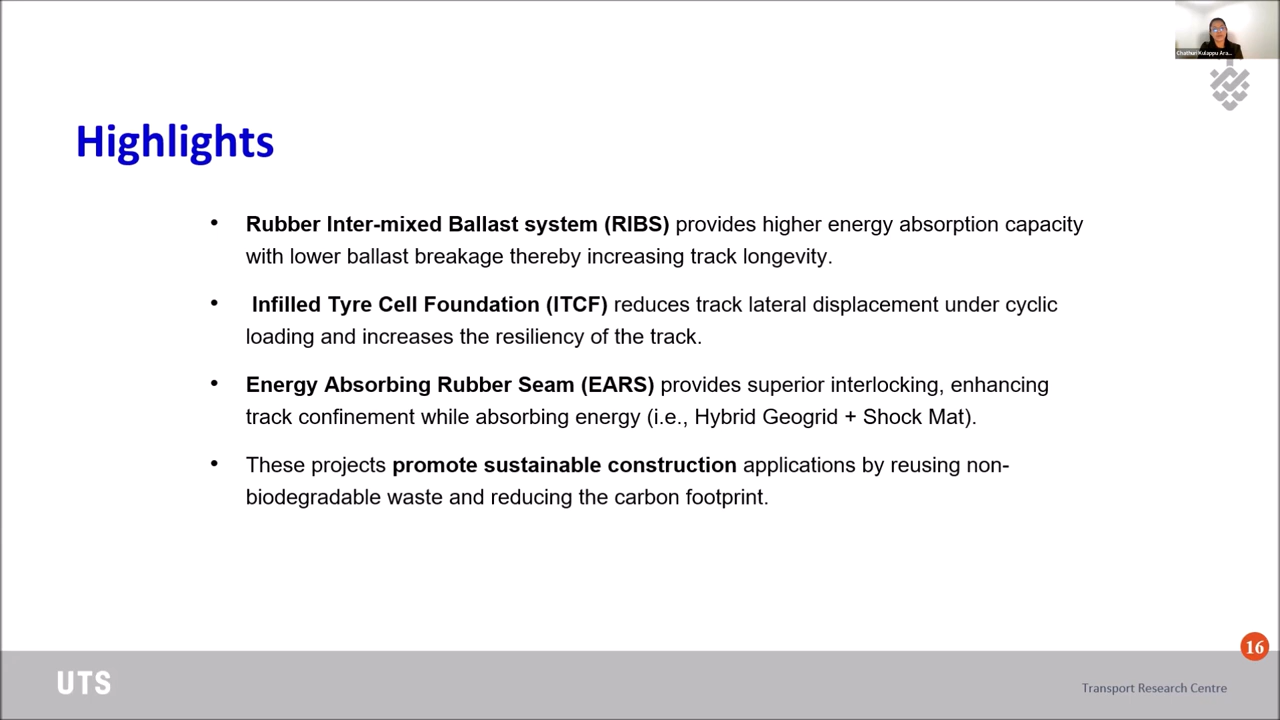 Chathuri Kulappu Ara...
Highlights
• Rubber Inter-mixed Ballast system (RIBS) provides higher energy absorption capacity
with lower ballast breakage thereby increasing track longevity.
• Infilled Tyre Cell Foundation (ITCF) reduces track lateral displacement under cyclic
loading and increases the resiliency of the track.
• Energy Absorbing Rubber Seam (EARS) provides superior interlocking, enhancing
track confinement while absorbing energy (i.e., Hybrid Geogrid + Shock Mat).
• These projects promote sustainable construction applications by reusing non-
biodegradable waste and reducing the carbon footprint.
16
UTS
Transport Research Centre